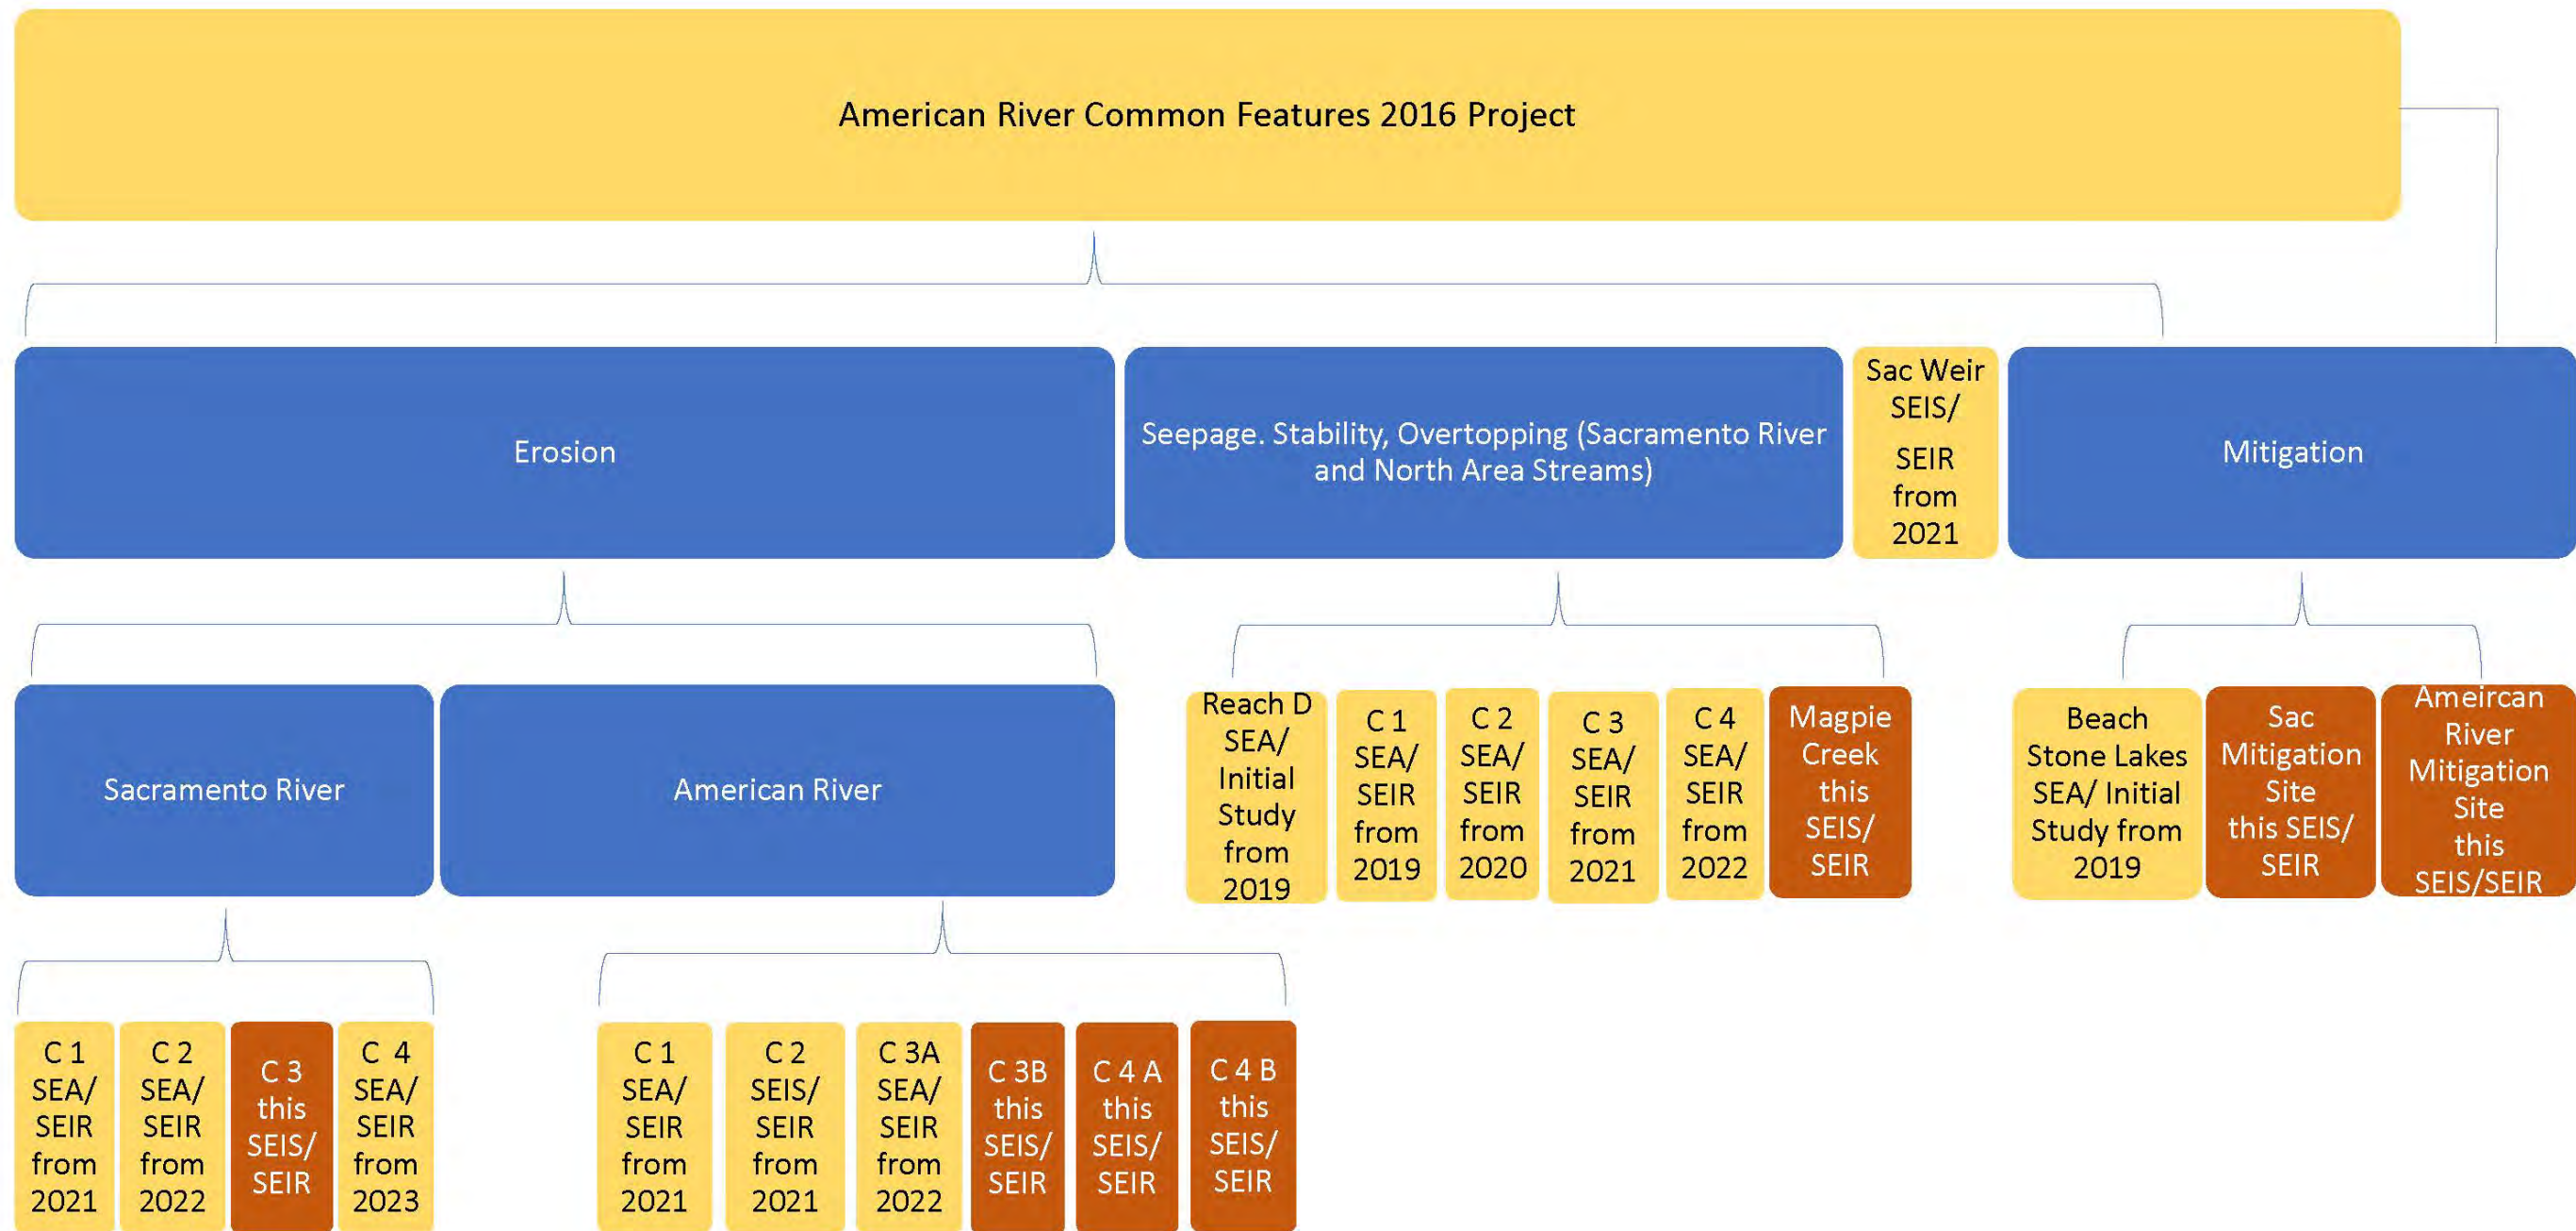 American River Common Features 2016 Project
Erosion
Seepage. Stability, Overtopping (Sacramento River
and North Area Streams)
Sac Weir
SEIS/
SEIR
from
2021
Mitigation
Sacramento River
American River
Reach D
SEA/
Initial
Study
from
2019
C 1
SEA/
SEIR
from
2019
C 2
SEA/
SEIR
from
2020
C 3
SEA/
SEIR
from
2021
C 4
SEA/
SEIR
from
2022
Magpie
Creek
this
SEIS/
SEIR
Beach
Stone Lakes
SEA/ Initial
Study from
2019
Sac
Mitigation
Site
this SEIS/
SEIR
Ameircan
River
Mitigation
Site
this
SEIS/SEIR
C 1
SEA/
SEIR
from
2021
C 2
SEA/
SEIR
from
2022
C 3
this
SEIS/
SEIR
C 4
SEA/
SEIR
from
2023
C 1
SEA/
SEIR
from
2021
C 2
SEIS/
SEIR
from
2021
C 3A
SEA/
SEIR
from
2022
C 3B
this
SEIS/
SEIR
C 4 A
this
SEIS/
SEIR
C 4 B
this
SEIS/
SEIR